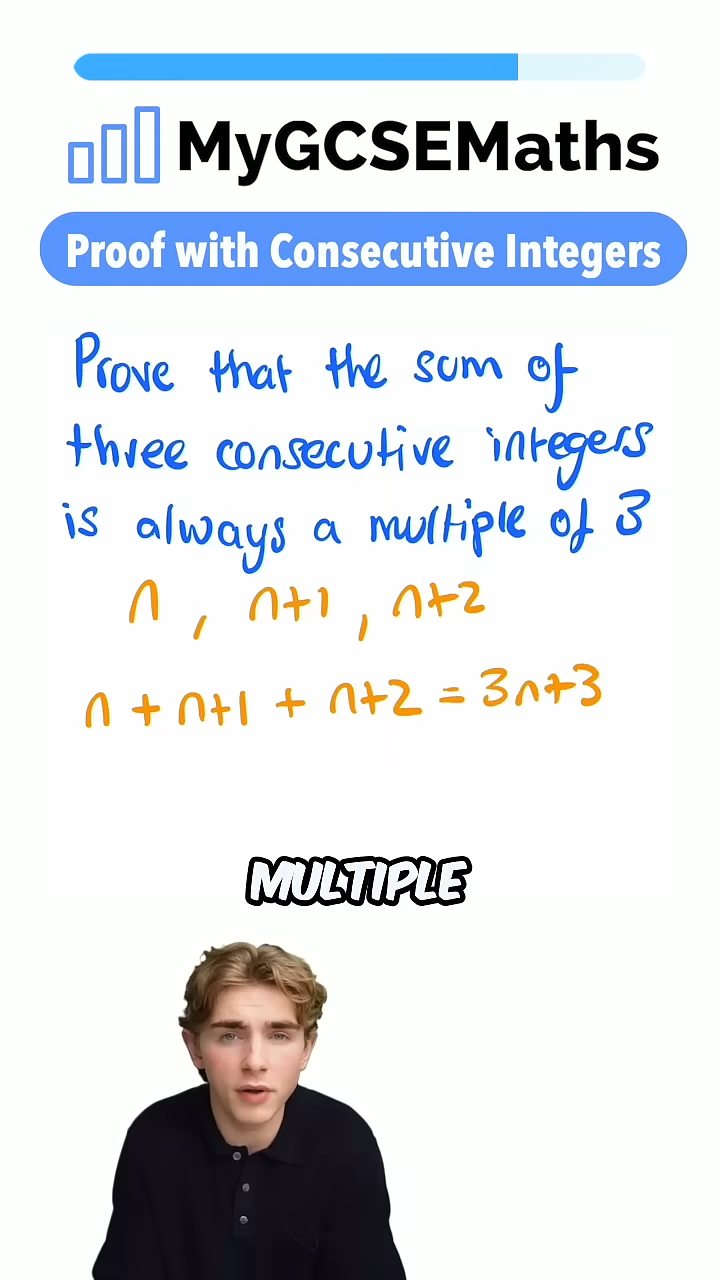 MyGCSEMaths
Proof with Consecutive Integers
Prove that the sum of
three consecutive integers
is always a multiple of 3
n , n+1 , n+2
n + n+1 + n+2 = 3n+3
MULTIPLE